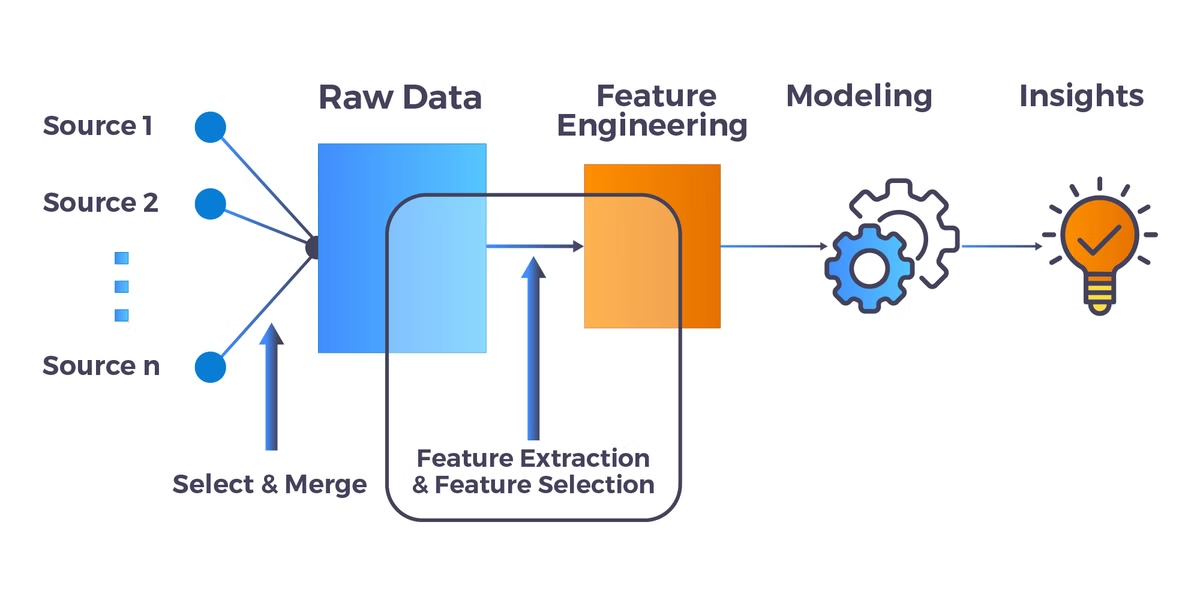 Raw Data
Feature
Engineering
Modeling
Insights
Source 1
Source 2
Source n
Select & Merge
Feature Extraction
& Feature Selection